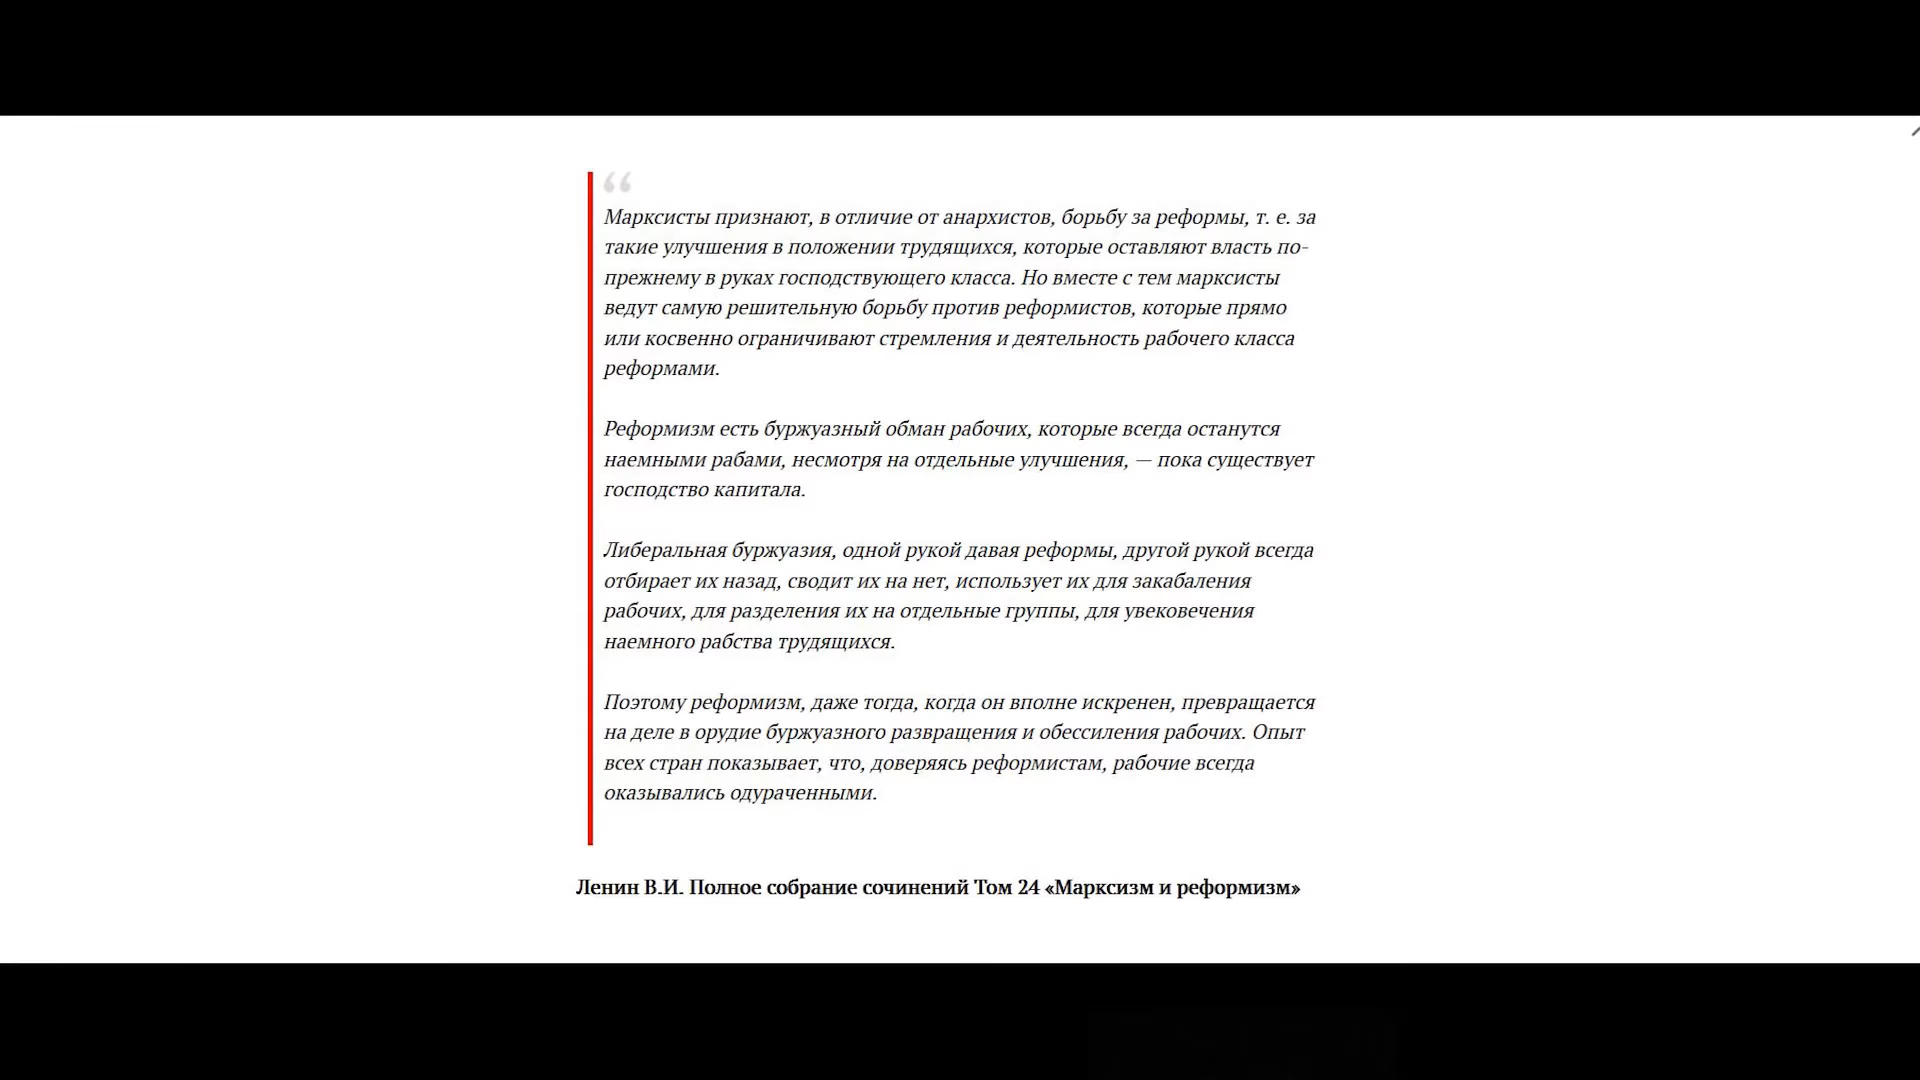 “
Марксисты признают, в отличие от анархистов, борьбу за реформы, т. е. за
такие улучшения в положении трудящихся, которые оставляют власть по-
прежнему в руках господствующего класса. Но вместе с тем марксисты
ведут самую решительную борьбу против реформистов, которые прямо
или косвенно ограничивают стремления и деятельность рабочего класса
реформами.
Реформизм есть буржуазный обман рабочих, которые всегда останутся
наемными рабами, несмотря на отдельные улучшения, — пока существует
господство капитала.
Либеральная буржуазия, одной рукой давая реформы, другой рукой всегда
отбирает их назад, сводит их на нет, использует их для закабаления
рабочих, для разделения их на отдельные группы, для увековечения
наемного рабства трудящихся.
Поэтому реформизм, даже тогда, когда он вполне искренен, превращается
на деле в орудие буржуазного развращения и обессиления рабочих. Опыт
всех стран показывает, что, доверяясь реформистам, рабочие всегда
оказывались одураченными.
Ленин В.И. Полное собрание сочинений Том 24 «Марксизм и реформизм»